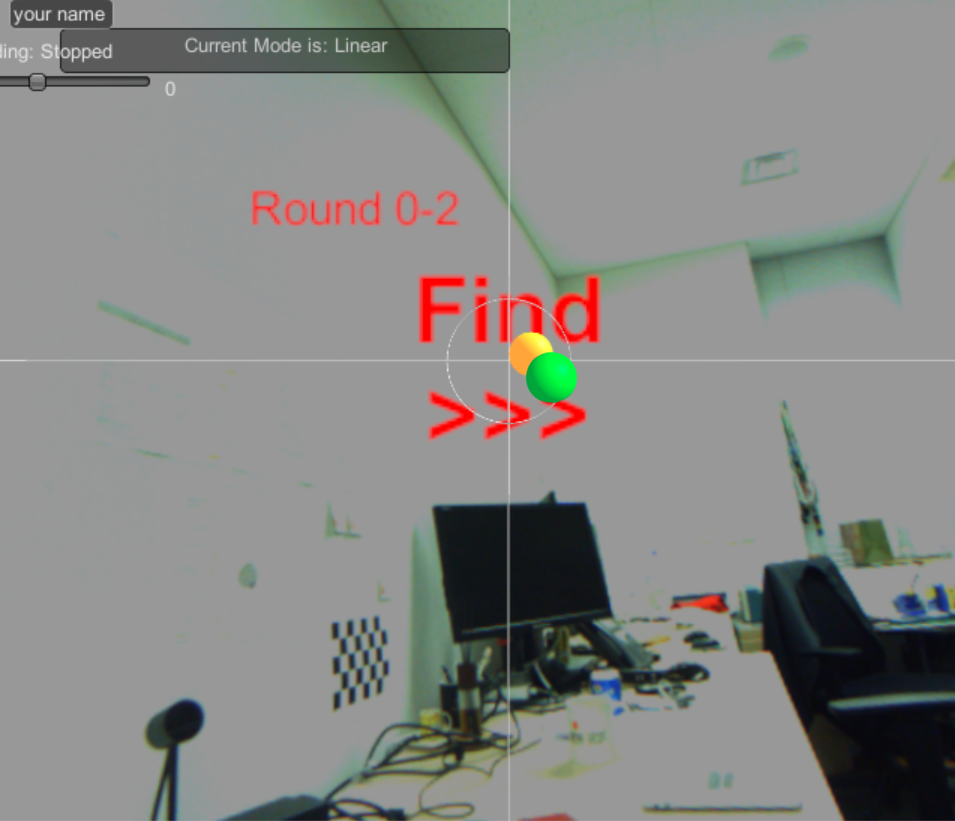 your name
ding: Stopped
Current Mode is: Linear
0
Round 0-2
Find
>>>